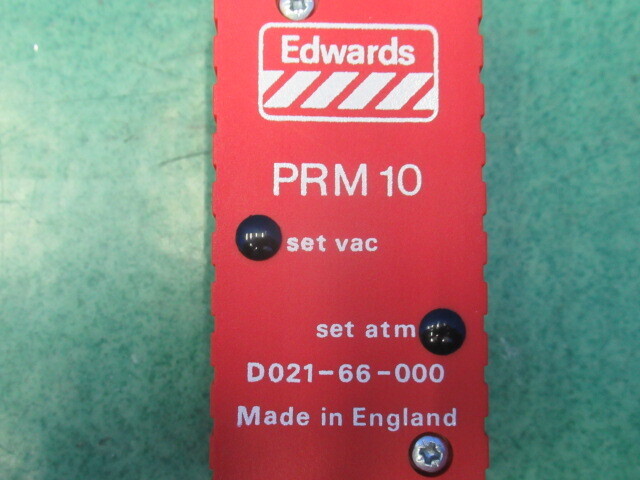 Edwards
PRM 10
set vac
set atm
D021-66-000
Made in England